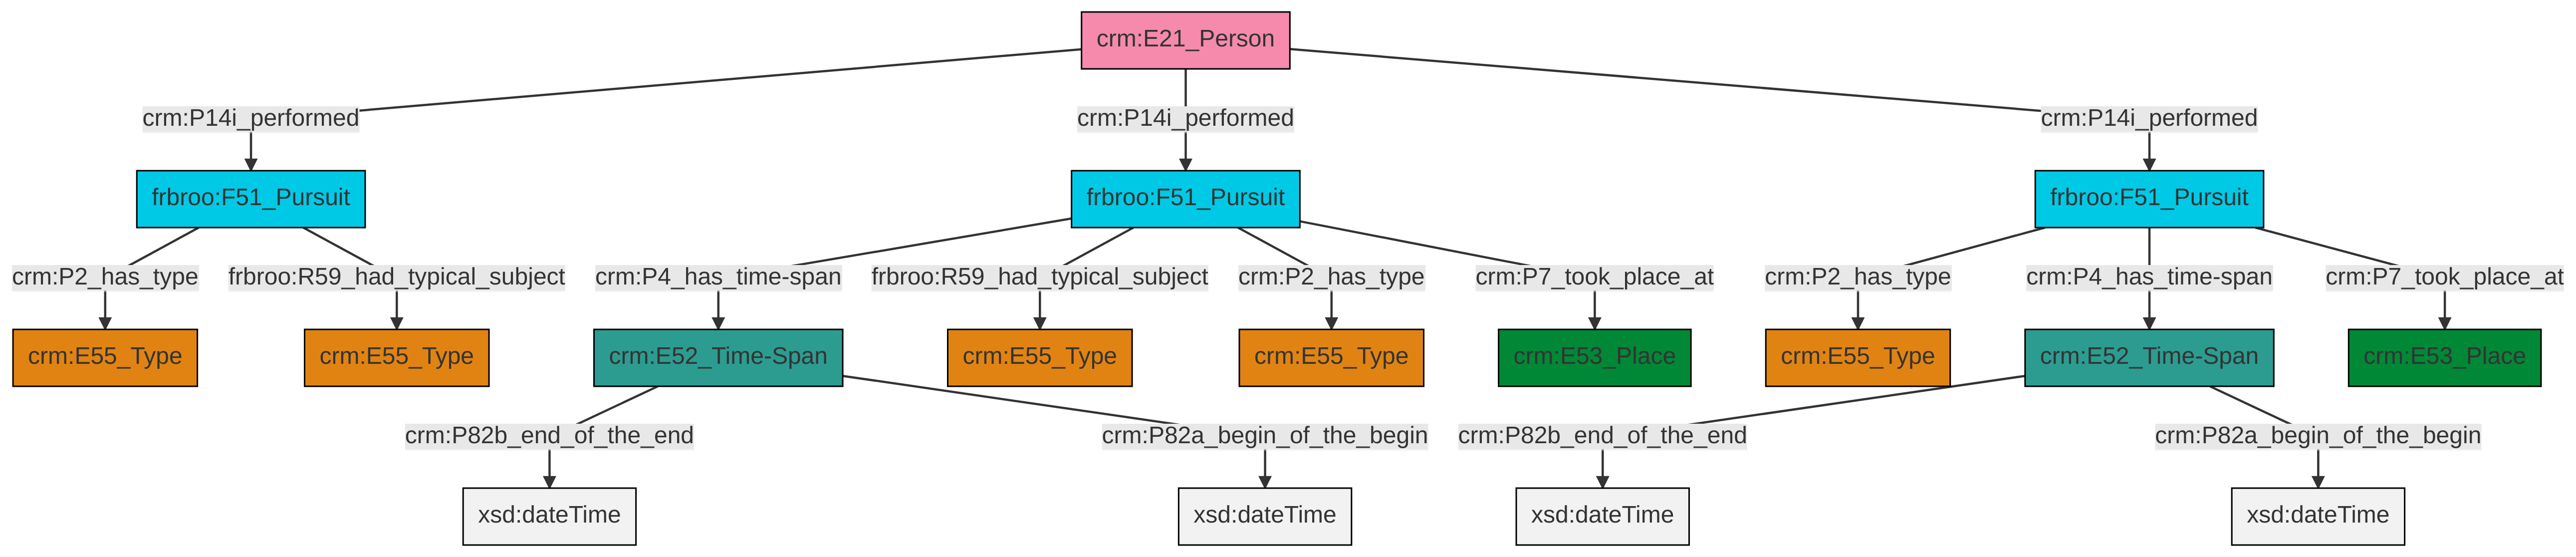 crm:E21_Person
crm:P14i_performed
crm:P14i_performed
crm:P14i_performed
frbroo:F51_Pursuit
frbroo:F51_Pursuit
frbroo:F51_Pursuit
crm:P2_has_type
frbroo:R59_had_typical_subject
crm:P4_has_time-span
frbroo:R59_had_typical_subject
crm:P2_has_type
crm:P7_took_place_at
crm:P2_has_type
crm:P4_has_time-span
crm:P7_took_place_at
crm:E55_Type
crm:E55_Type
crm:E52_Time-Span
crm:E55_Type
crm:E55_Type
crm:E53_Place
crm:E55_Type
crm:E52_Time-Span
crm:E53_Place
crm:P82b_end_of_the_end
crm:P82a_begin_of_the_begin
crm:P82b_end_of_the_end
crm:P82a_begin_of_the_begin
xsd:dateTime
xsd:dateTime
xsd:dateTime
xsd:dateTime